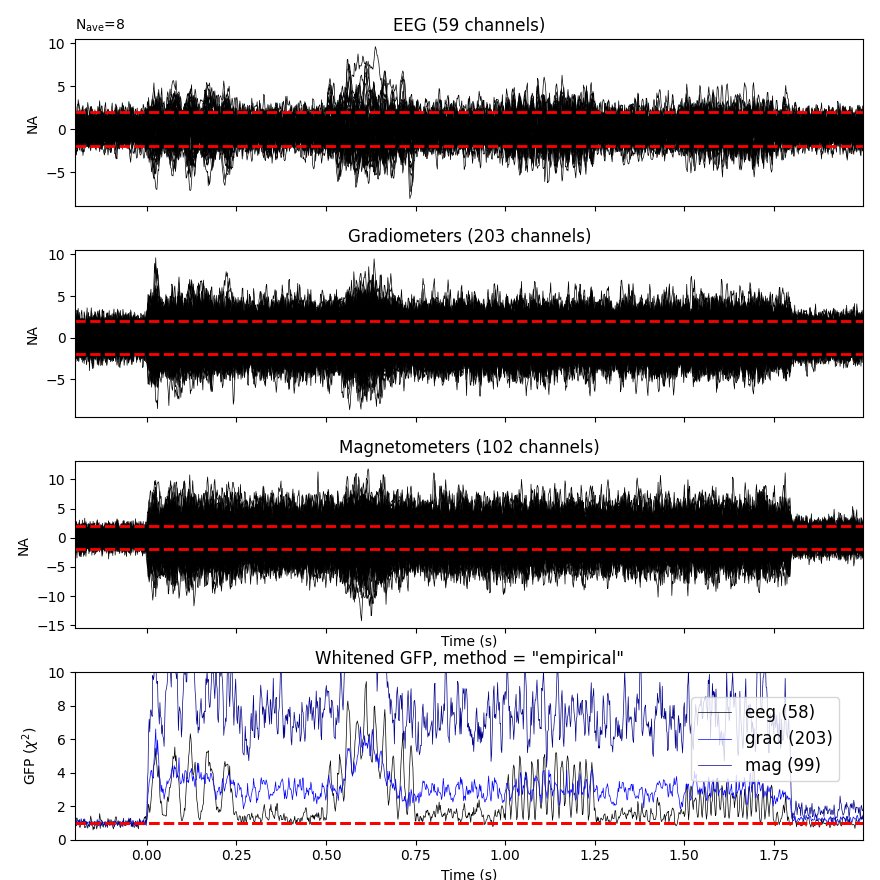 N_ave=8
EEG (59 channels)
10
5
0
−5
NA
Gradiometers (203 channels)
10
5
0
−5
NA
Magnetometers (102 channels)
10
5
0
−5
−10
−15
NA
Time (s)
Whitened GFP, method = "empirical"
10
8
6
4
2
0
GFP (χ²)
eeg (58)
grad (203)
mag (99)
0.00 0.25 0.50 0.75 1.00 1.25 1.50 1.75
Time (s)